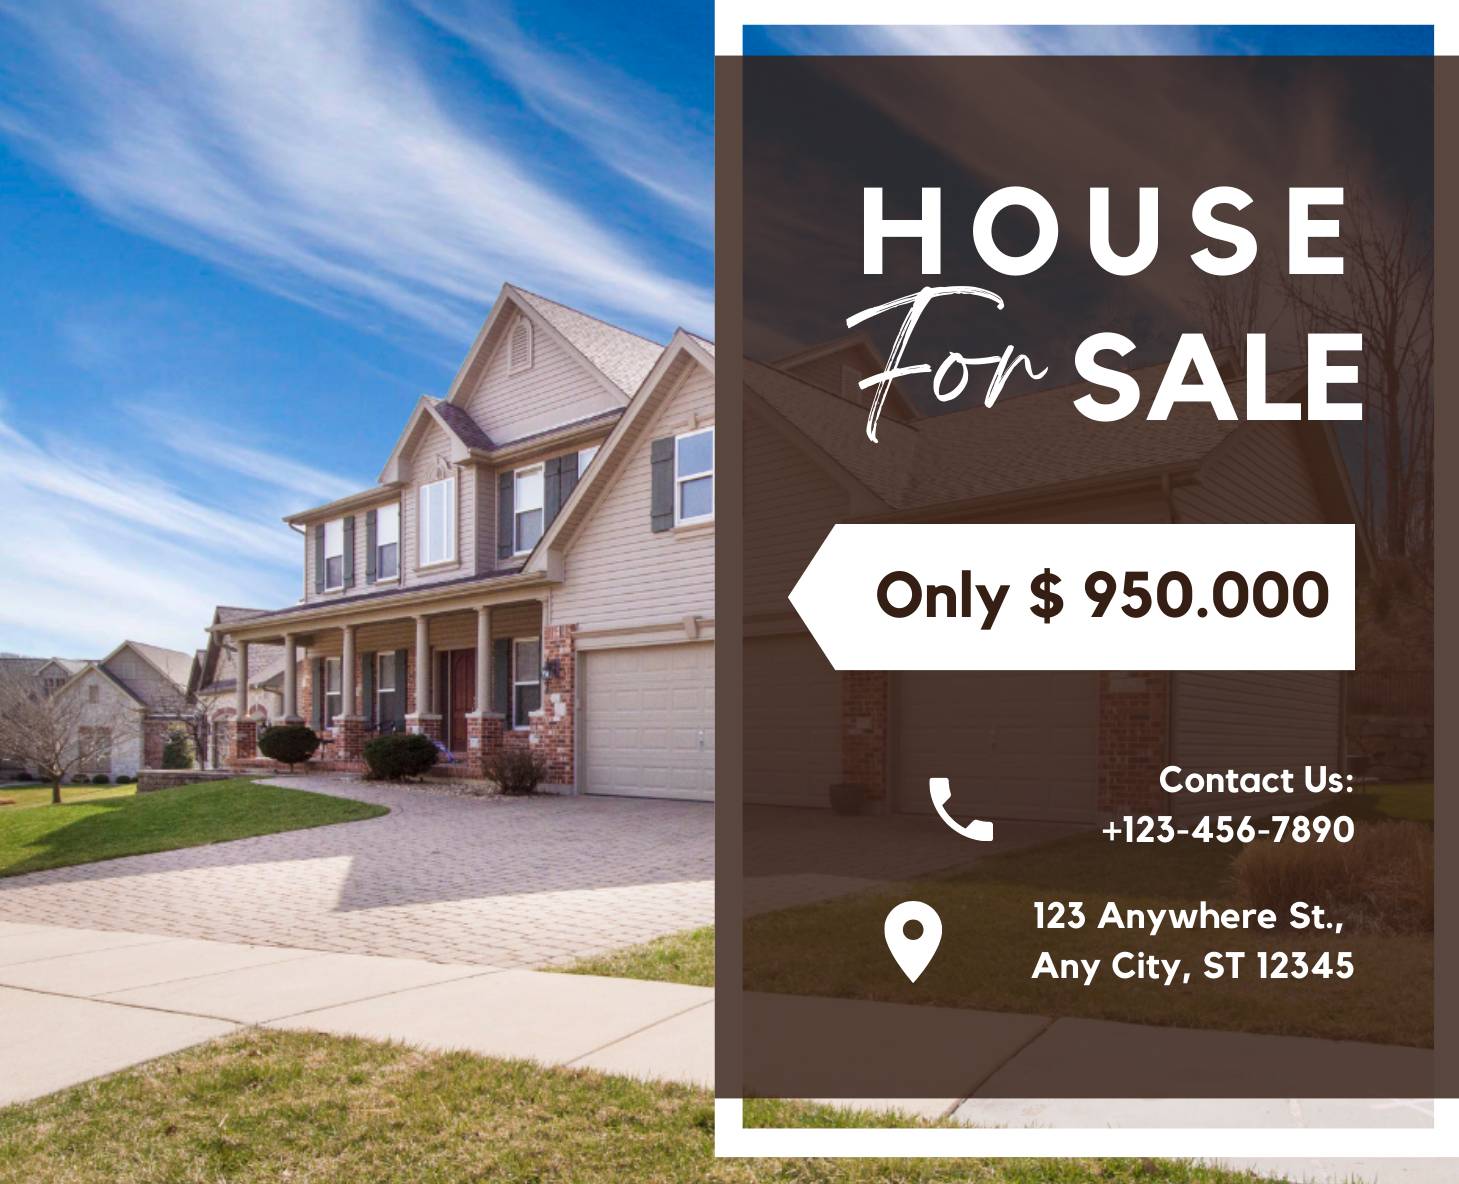 HOUSE
For SALE
Only $ 950.000
Contact Us:
+123-456-7890
123 Anywhere St.,
Any City, ST 12345